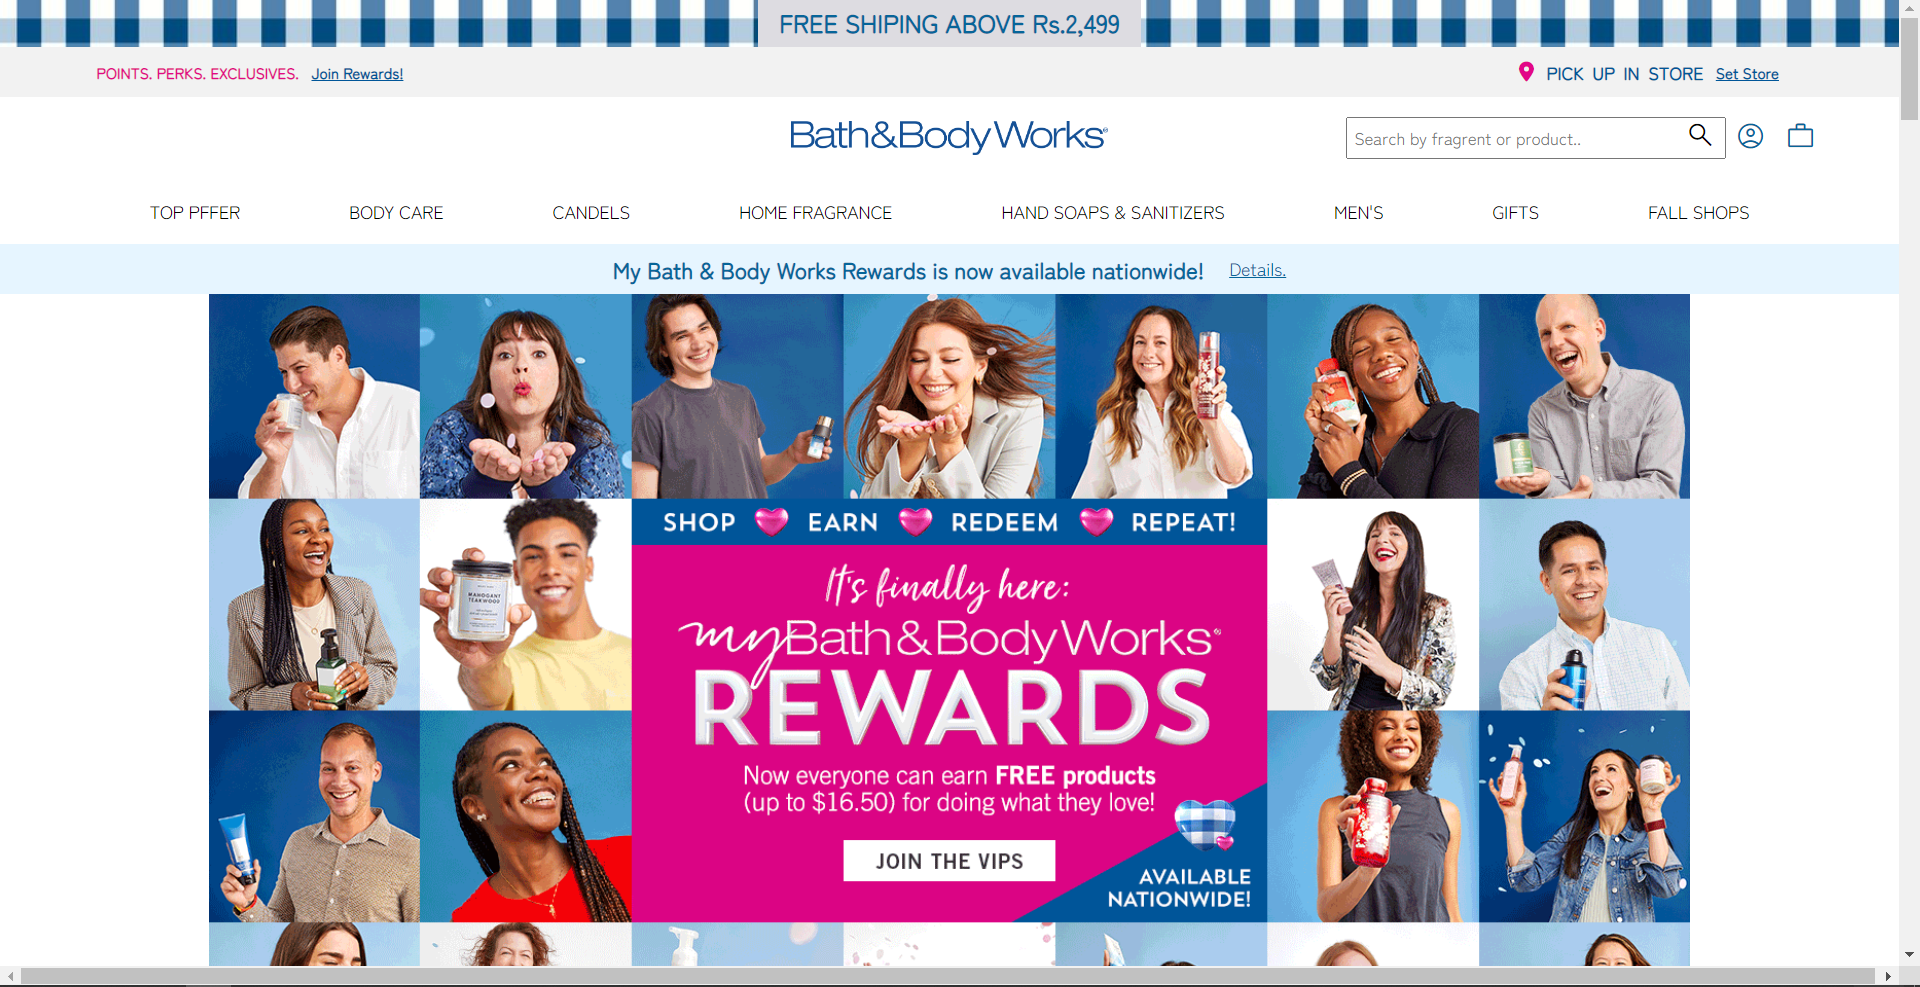 FREE SHIPING ABOVE Rs.2,499
POINTS. PERKS. EXCLUSIVES. Join Rewards!
PICK UP IN STORE Set Store
Bath&Body Works®
Search by fragrent or product..
TOP PFFER BODY CARE CANDELS HOME FRAGRANCE HAND SOAPS & SANITIZERS MEN'S GIFTS FALL SHOPS
My Bath & Body Works Rewards is now available nationwide! Details.
SHOP EARN REDEEM REPEAT!
It's finally here:
my Bath & Body Works®
REWARDS
Now everyone can earn FREE products
(up to $16.50) for doing what they love!
JOIN THE VIPS
AVAILABLE
NATIONWIDE!
MAHOGANY
TEAKWOOD